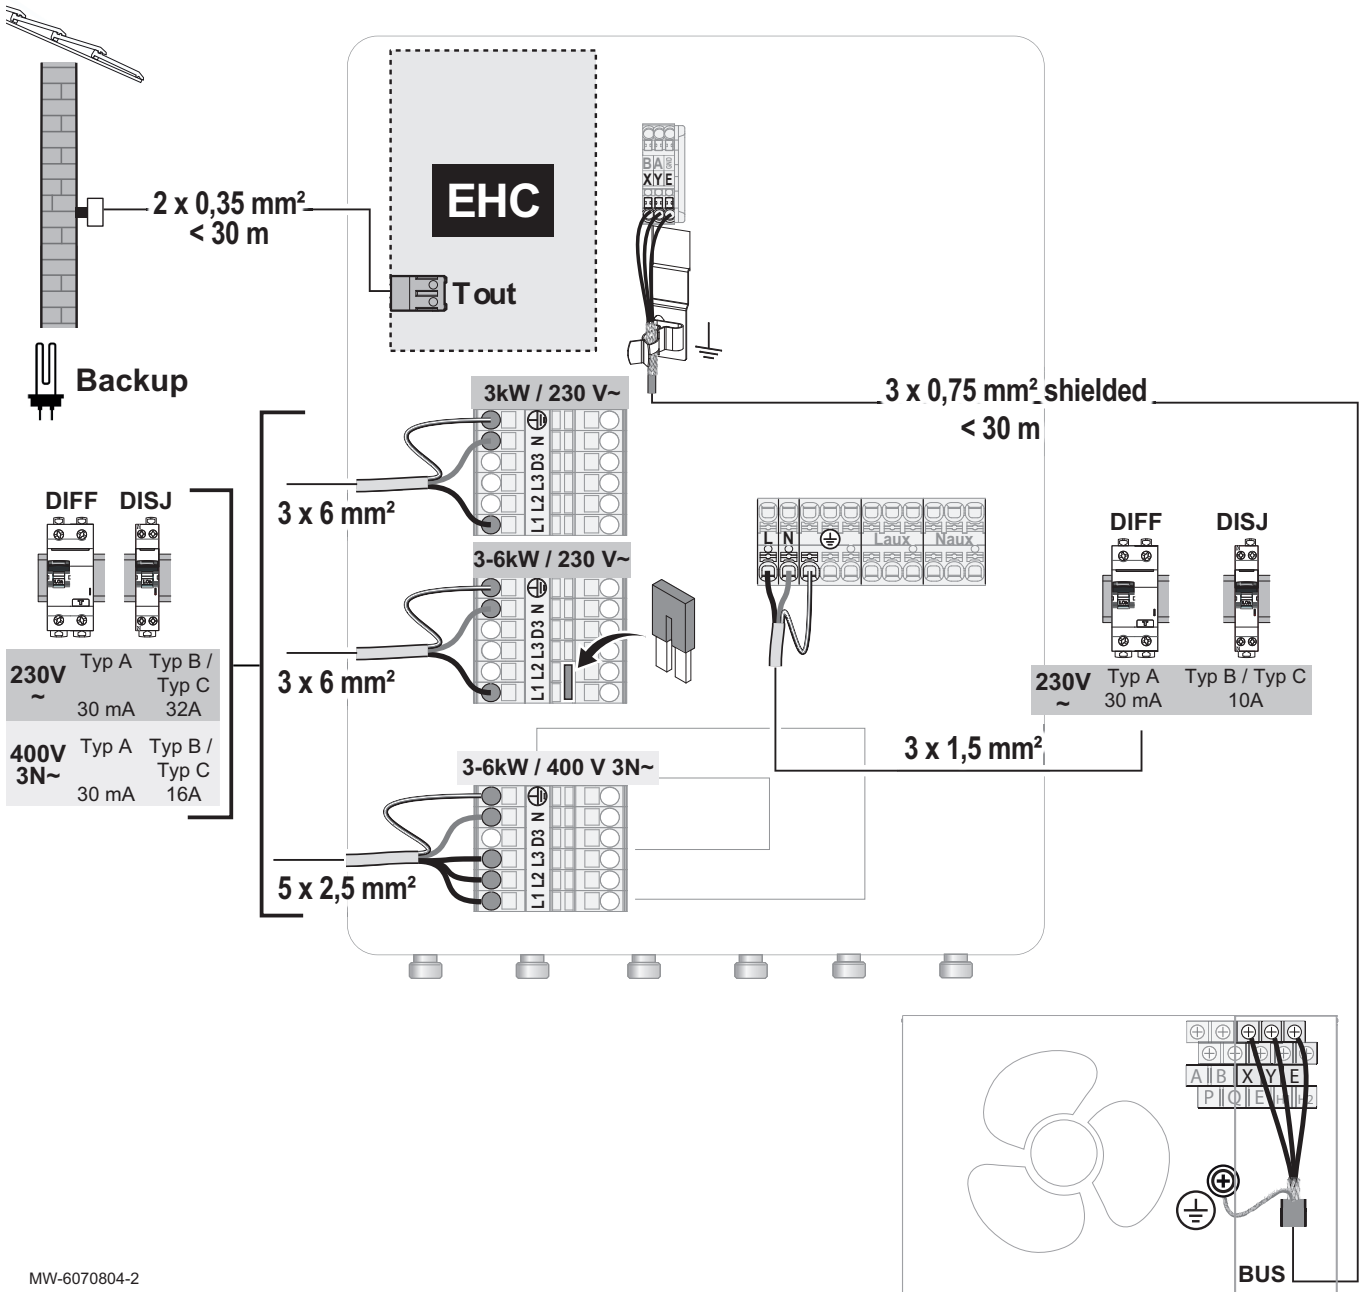 EHC
B A GND
X Y E
2 x 0,35 mm²
< 30 m
Tout
Backup
3 x 0,75 mm² shielded
< 30 m
3kW / 230 V~
L1 L2 L3 D3 N
3 x 6 mm²
DIFF DISJ
230V ~ Typ A Typ B /
Typ C
30 mA 32A
400V 3N~ Typ A Typ B /
Typ C
30 mA 16A
3-6kW / 230 V~
L1 L2 L3 D3 N
3 x 6 mm²
3-6kW / 400 V 3N~
L1 L2 L3 D3 N
5 x 2,5 mm²
L N Laux Naux
DIFF DISJ
230V ~ Typ A Typ B / Typ C
30 mA 10A
3 x 1,5 mm²
A B X Y E
P Q E H1 H2
BUS
MW-6070804-2